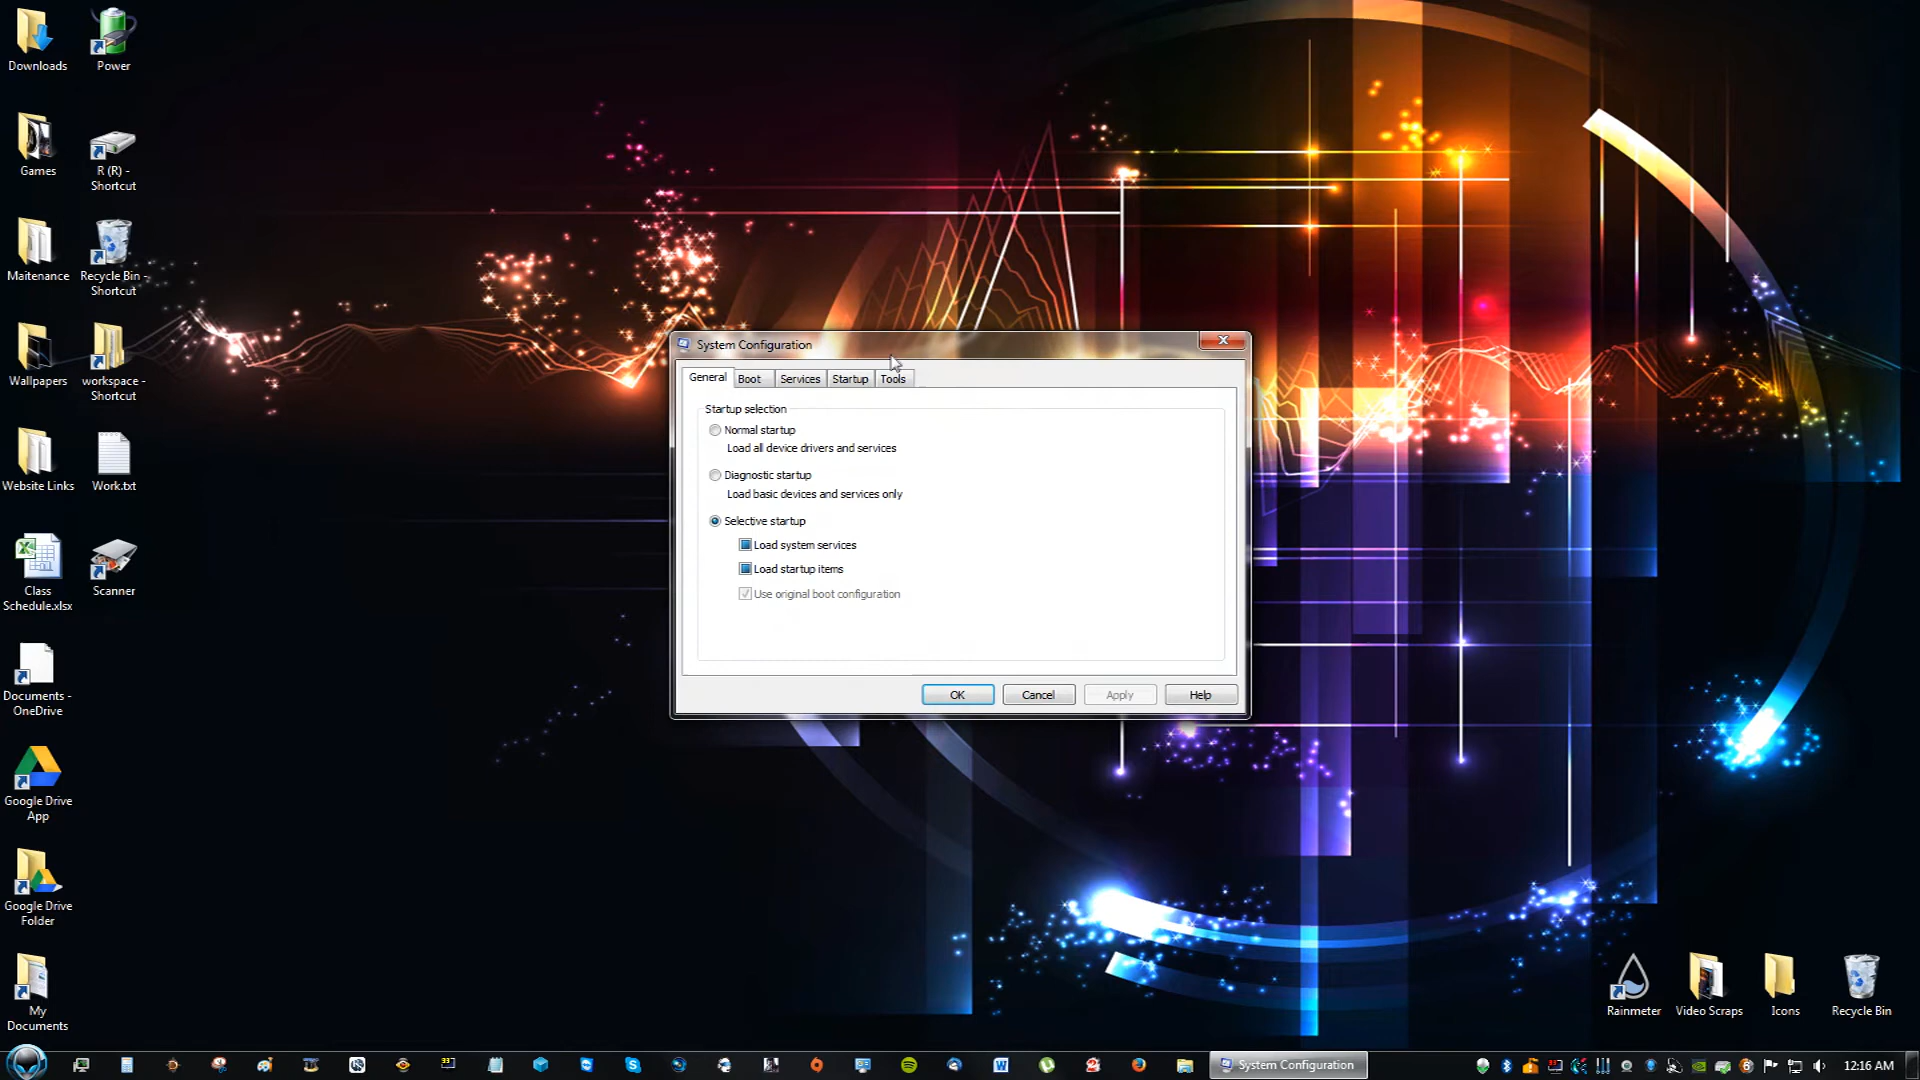 Downloads
Power
Games
R (R) -
Shortcut
Maitenance
Recycle Bin -
Shortcut
Wallpapers
workspace -
Shortcut
Website Links
Work.txt
Class
Schedule.xlsx
Scanner
Documents -
OneDrive
Google Drive
App
Google Drive
Folder
My
Documents
System Configuration
General
Boot
Services
Startup
Tools
Startup selection
Normal startup
Load all device drivers and services
Diagnostic startup
Load basic devices and services only
Selective startup
Load system services
Load startup items
Use original boot configuration
OK
Cancel
Apply
Help
Rainmeter
Video Scraps
Icons
Recycle Bin
System Configuration
12:16 AM